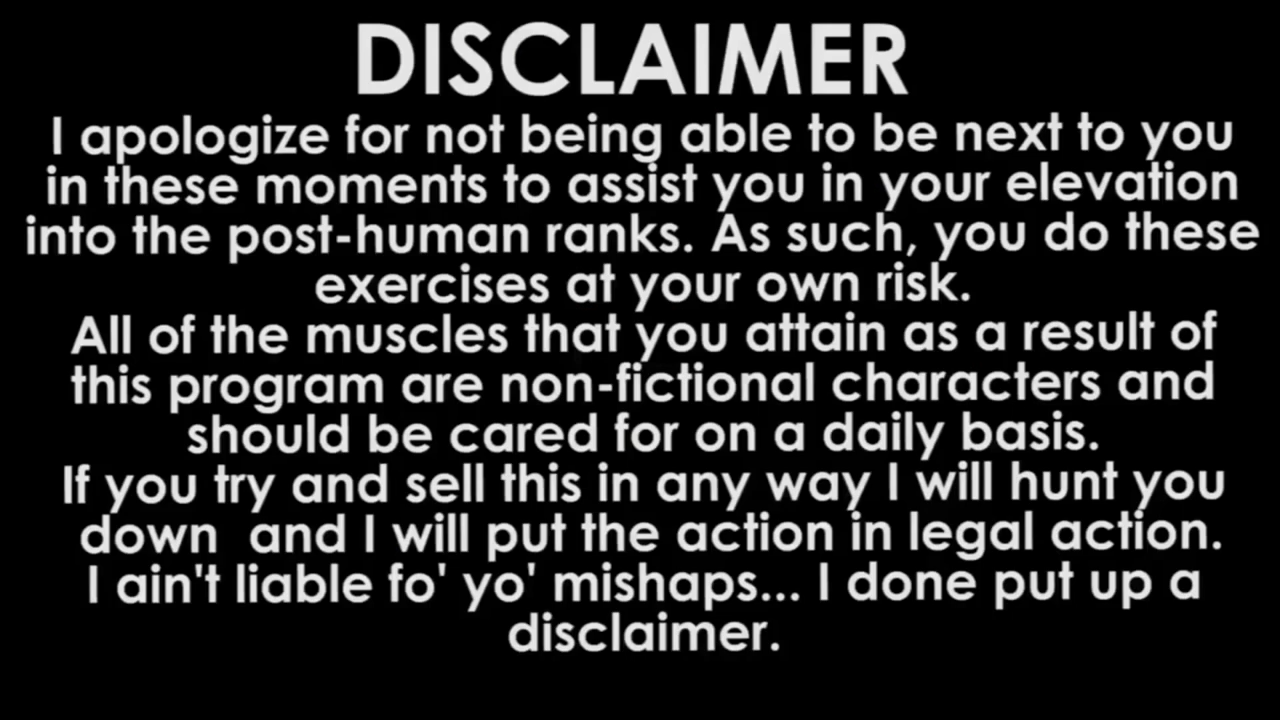 DISCLAIMER
I apologize for not being able to be next to you
in these moments to assist you in your elevation
into the post-human ranks. As such, you do these
exercises at your own risk.
All of the muscles that you attain as a result of
this program are non-fictional characters and
should be cared for on a daily basis.
If you try and sell this in any way I will hunt you
down  and I will put the action in legal action.
I ain't liable fo' yo' mishaps... I done put up a
disclaimer.